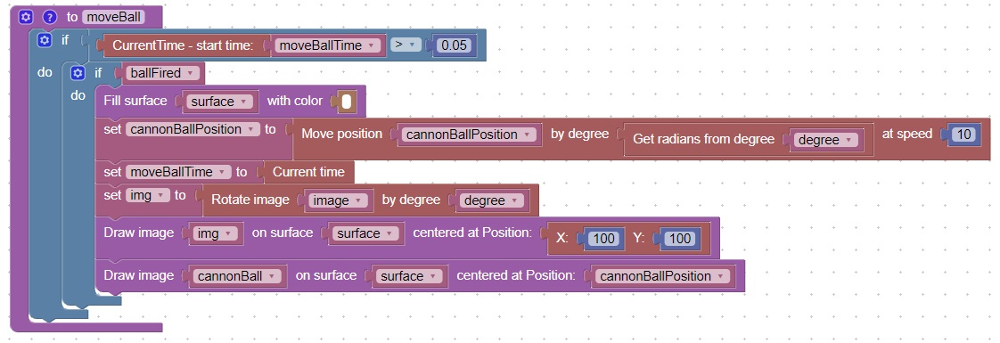 ? to moveBall
if CurrentTime - start time: moveBallTime > 0.05
do if ballFired
do Fill surface surface with color
set cannonBallPosition to Move position cannonBallPosition by degree Get radians from degree degree at speed 10
set moveBallTime to Current time
set img to Rotate image image by degree degree
Draw image img on surface surface centered at Position: X: 100 Y: 100
Draw image cannonBall on surface surface centered at Position: cannonBallPosition